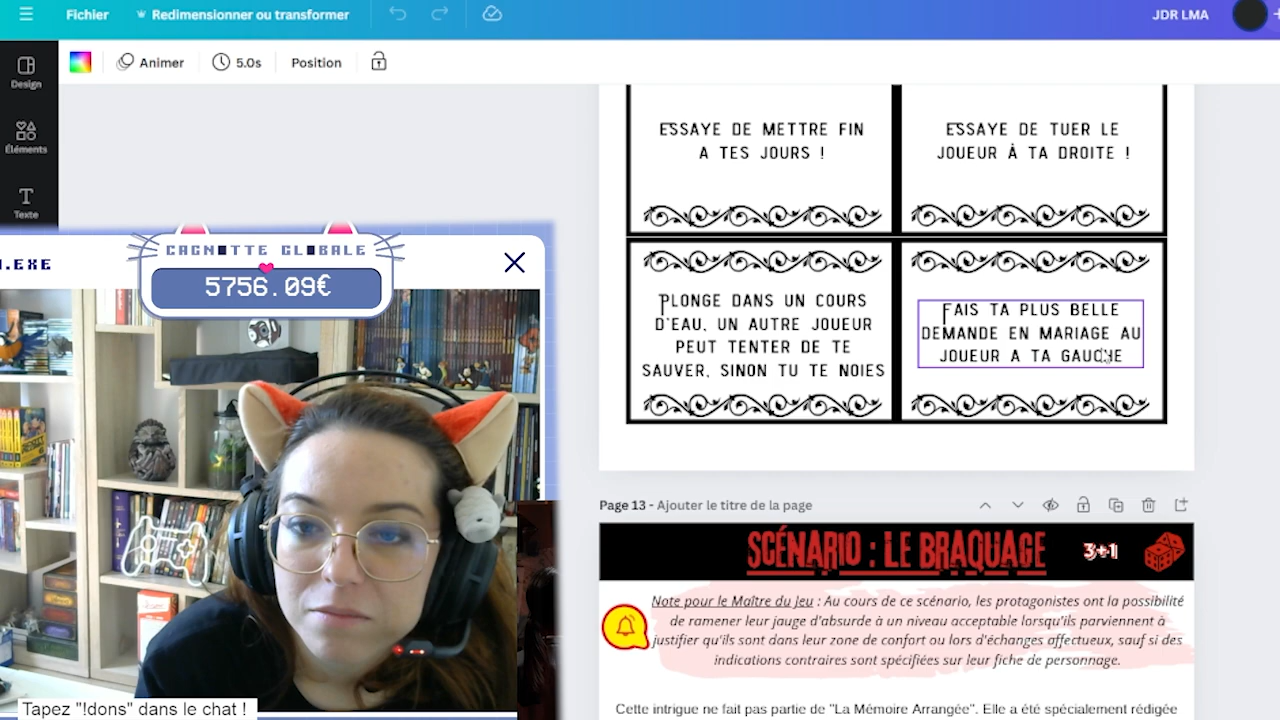 Fichier
Redimensionner ou transformer
JDR LMA
Design
Animer
5.0s
Position
Éléments
Texte
ESSAYE DE METTRE FIN
A TES JOURS !
ESSAYE DE TUER LE
JOUEUR À TA DROITE !
PLONGE DANS UN COURS
D'EAU, UN AUTRE JOUEUR
PEUT TENTER DE TE
SAUVER, SINON TU TE NOIES
FAIS TA PLUS BELLE
DEMANDE EN MARIAGE AU
JOUEUR A TA GAUCHE
.EXE
CAGNOTTE GLOBALE
5756.09€
Page 13 - Ajouter le titre de la page
SCÉNARIO : LE BRAQUAGE
3+1
Note pour le Maître du Jeu : Au cours de ce scénario, les protagonistes ont la possibilité
de ramener leur jauge d'absurde à un niveau acceptable lorsqu'ils parviennent à
justifier qu'ils sont dans leur zone de confort ou lors d'échanges affectueux, sauf si des
indications contraires sont spécifiées sur leur fiche de personnage.
Cette intrigue ne fait pas partie de "La Mémoire Arrangée". Elle a été spécialement rédigée
Tapez "!dons" dans le chat !